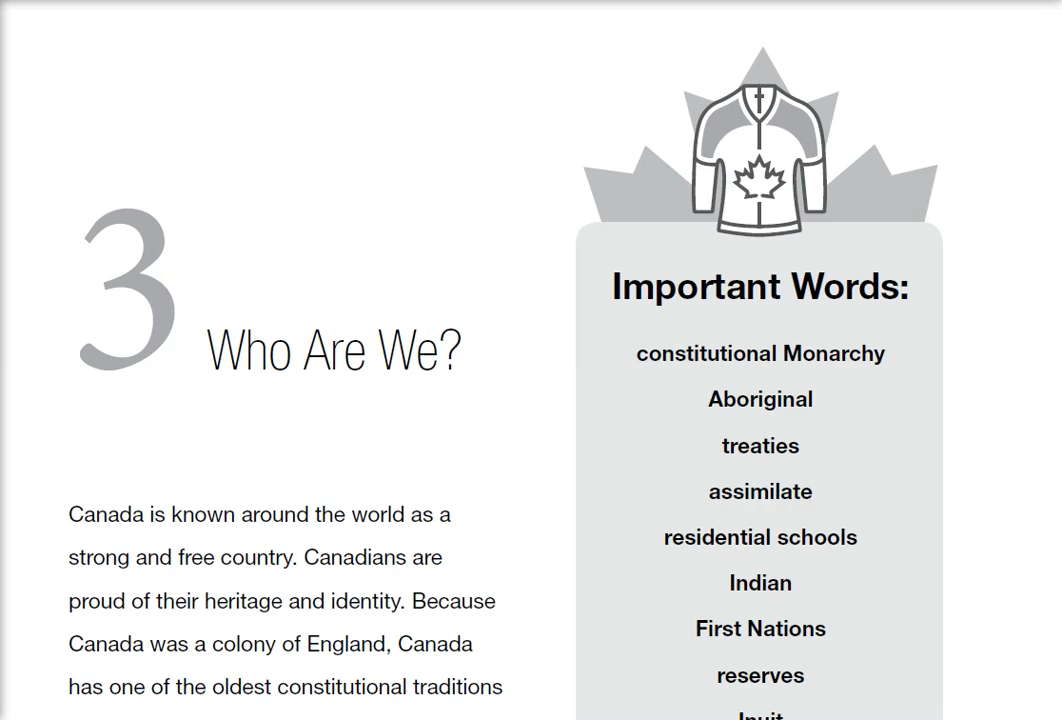 3
Who Are We?
Canada is known around the world as a
strong and free country. Canadians are
proud of their heritage and identity. Because
Canada was a colony of England, Canada
has one of the oldest constitutional traditions
Important Words:
constitutional Monarchy
Aboriginal
treaties
assimilate
residential schools
Indian
First Nations
reserves
Inuit